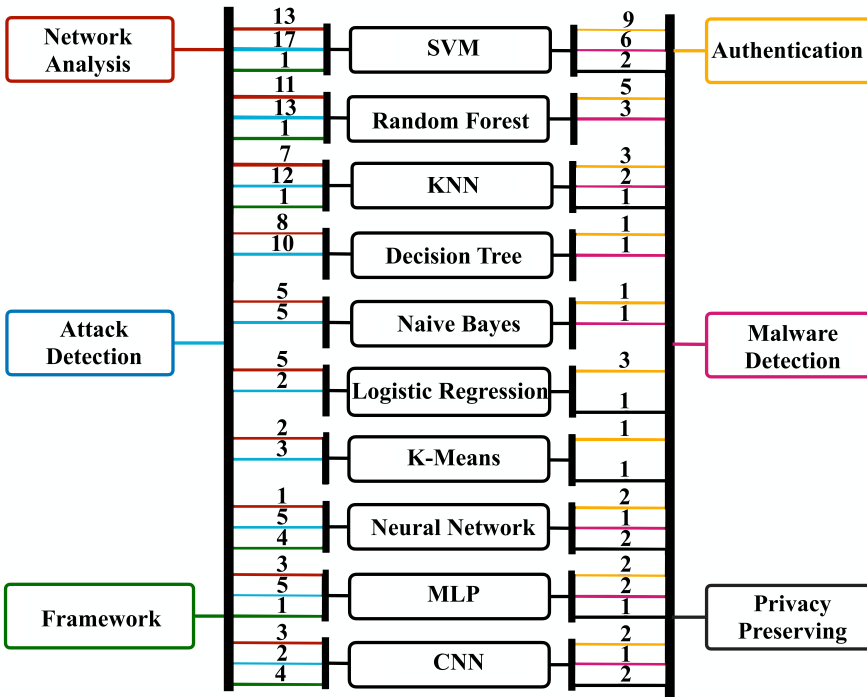 Network
Analysis
13
17
1
SVM
9
6
2
Authentication
11
13
1
Random Forest
5
3
7
12
1
KNN
3
2
1
8
10
Decision Tree
1
1
Attack
Detection
5
5
Naive Bayes
1
1
Malware
Detection
5
2
Logistic Regression
3
1
2
3
K-Means
1
1
1
5
4
Neural Network
2
1
2
Framework
3
5
1
MLP
2
2
1
Privacy
Preserving
3
2
4
CNN
2
1
2